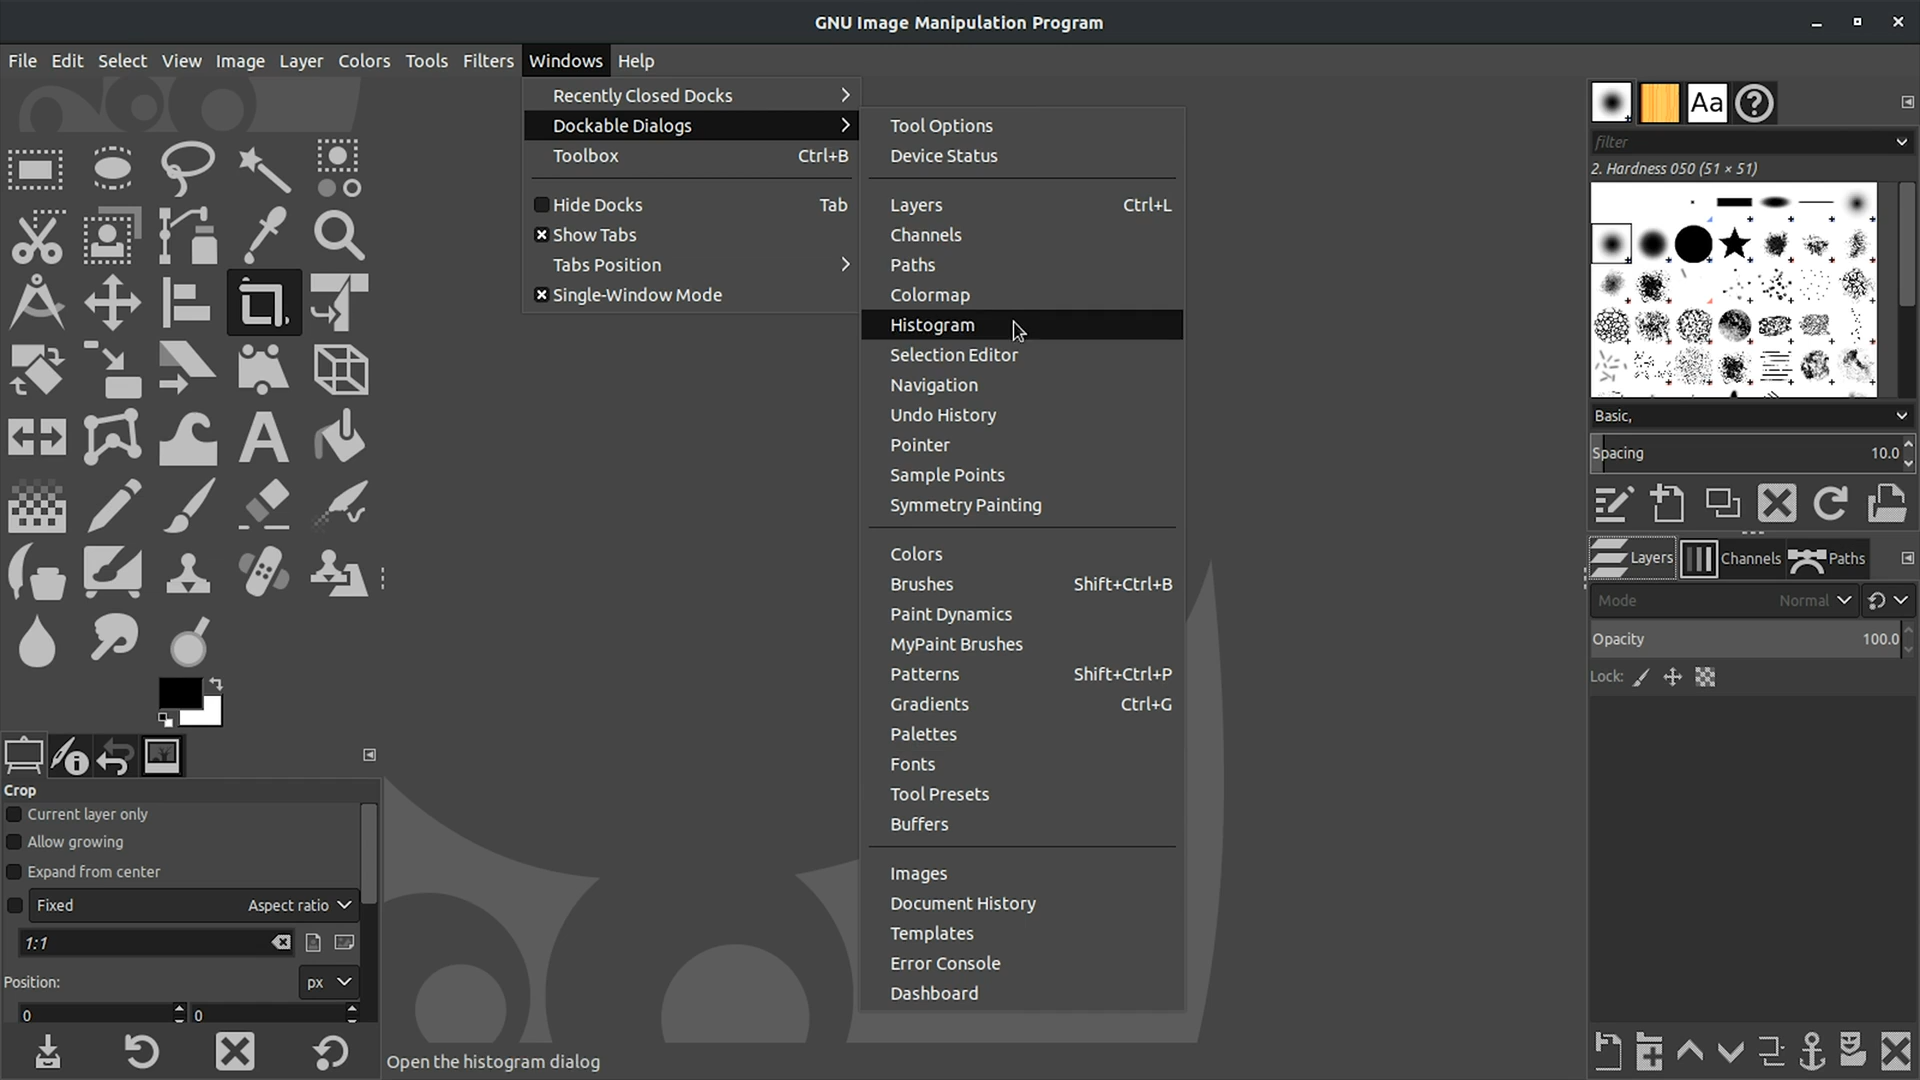 GNU Image Manipulation Program
File Edit Select View Image Layer Colors Tools Filters Windows Help
Recently Closed Docks
Dockable Dialogs
Toolbox Ctrl+B
Hide Docks Tab
Show Tabs
Tabs Position
Single-Window Mode
Tool Options
Device Status
Layers Ctrl+L
Channels
Paths
Colormap
Histogram
Selection Editor
Navigation
Undo History
Pointer
Sample Points
Symmetry Painting
Colors
Brushes Shift+Ctrl+B
Paint Dynamics
MyPaint Brushes
Patterns Shift+Ctrl+P
Gradients Ctrl+G
Palettes
Fonts
Tool Presets
Buffers
Images
Document History
Templates
Error Console
Dashboard
Aa
filter
2. Hardness 050 (51 × 51)
Basic,
Spacing 10.0
Layers Channels Paths
Mode Normal
Opacity 100.0
Lock:
Crop
Current layer only
Allow growing
Expand from center
Fixed Aspect ratio
1:1
Position: px
0 0
Open the histogram dialog